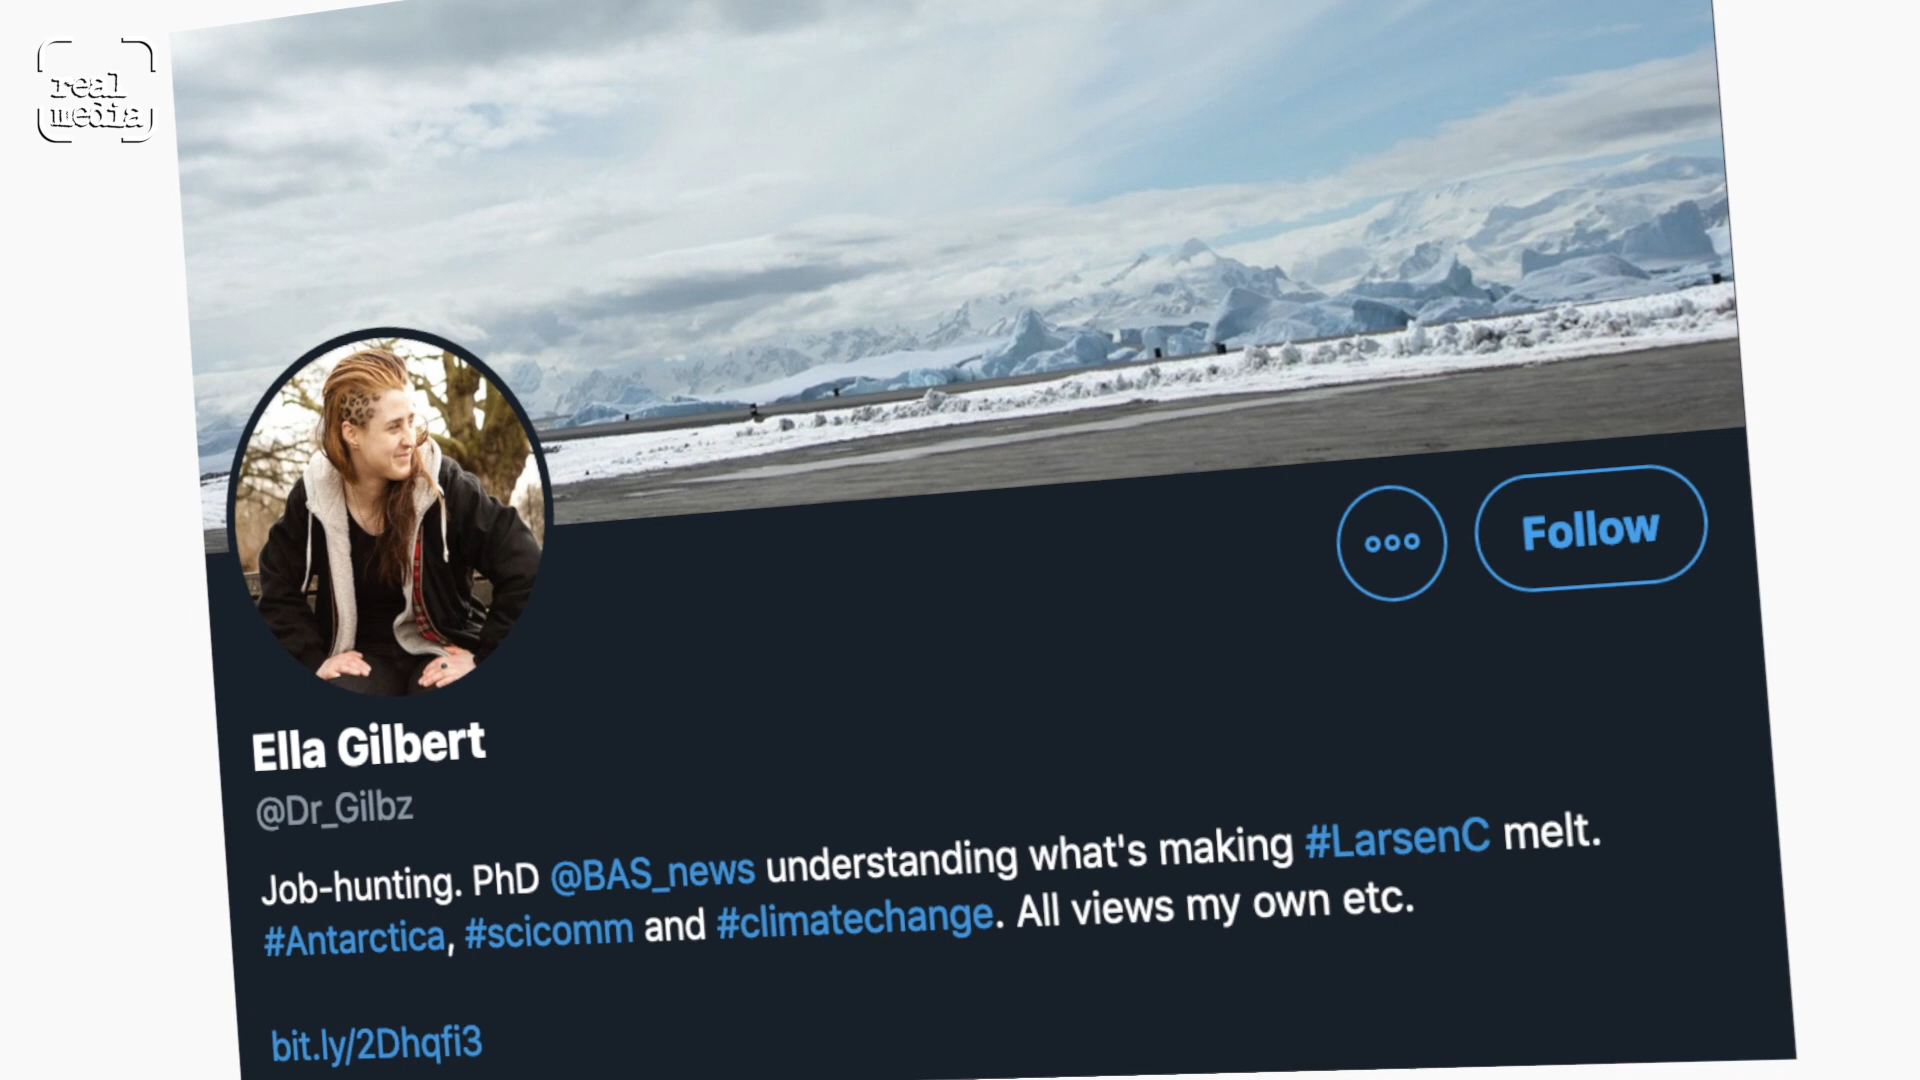 real
media
Follow
Ella Gilbert
@Dr_Gilbz
Job-hunting. PhD @BAS_news understanding what's making #LarsenC melt.
#Antarctica, #scicomm and #climatechange. All views my own etc.
bit.ly/2Dhqfi3